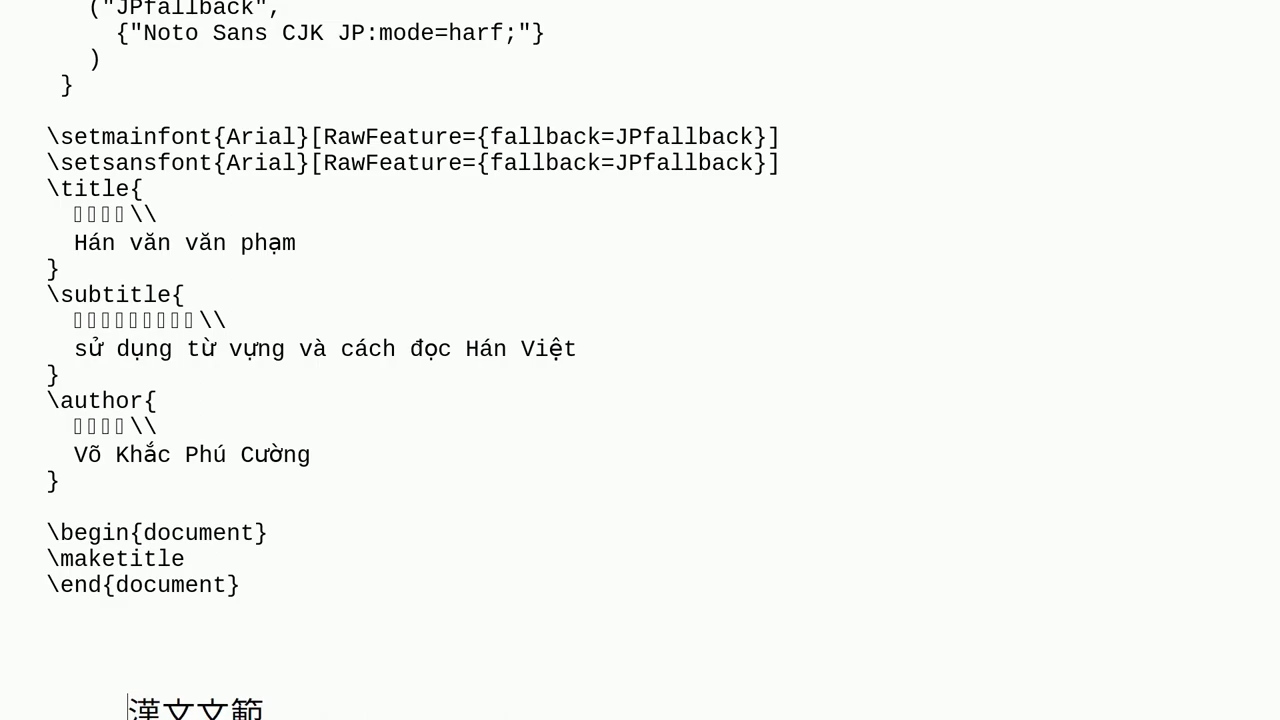 ("JPfallback",
{"Noto Sans CJK JP:mode=harf;"}
)
}
\setmainfont{Arial}[RawFeature={fallback=JPfallback}]
\setsansfont{Arial}[RawFeature={fallback=JPfallback}]
\title{
\\
Hán văn văn phạm
}
\subtitle{
\\
sử dụng từ vựng và cách đọc Hán Việt
}
\author{
\\
Võ Khắc Phú Cường
}
\begin{document}
\maketitle
\end{document}
漢文文範